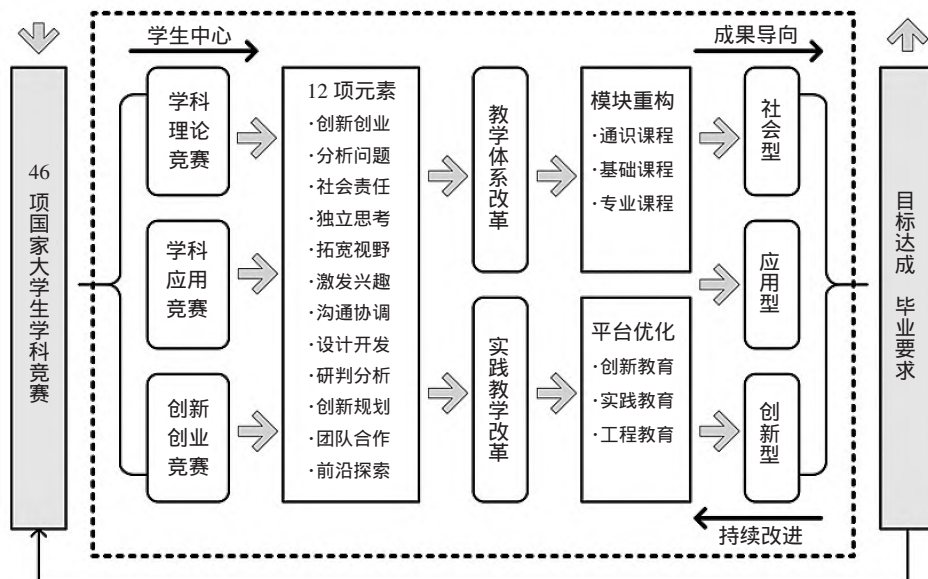 学生中心
成果导向
46
项国家大学生学科竞赛
学科
理论
竞赛
学科
应用
竞赛
创新
创业
竞赛
12 项元素
·创新创业
·分析问题
·社会责任
·独立思考
·拓宽视野
·激发兴趣
·沟通协调
·设计开发
·研判分析
·创新规划
·团队合作
·前沿探索
教学体系改革
实践教学改革
模块重构
·通识课程
·基础课程
·专业课程
平台优化
·创新教育
·实践教育
·工程教育
社会型
应用型
创新型
目标达成 毕业要求
持续改进